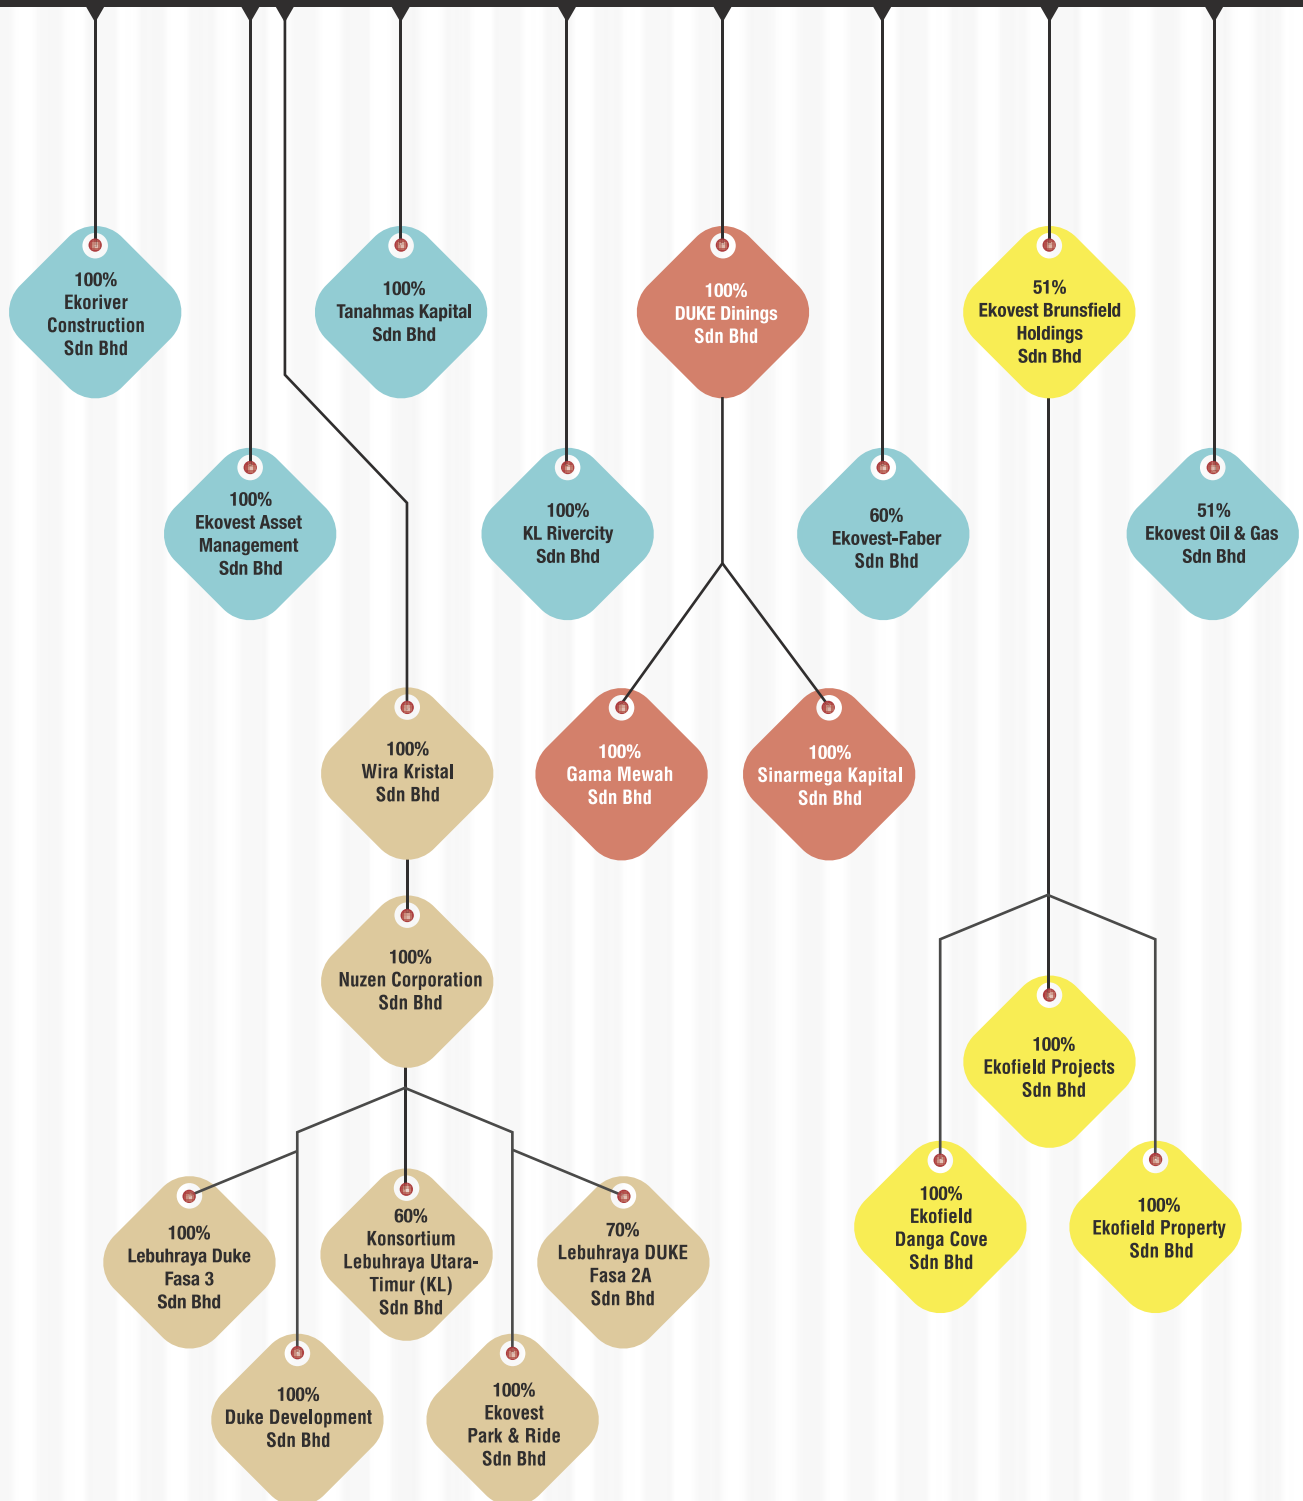 100%
Ekoriver
Construction
Sdn Bhd
100%
Tanahmas Kapital
Sdn Bhd
100%
DUKE Dinings
Sdn Bhd
51%
Ekovest Brunsfield
Holdings
Sdn Bhd
100%
Ekovest Asset
Management
Sdn Bhd
100%
KL Rivercity
Sdn Bhd
60%
Ekovest-Faber
Sdn Bhd
51%
Ekovest Oil & Gas
Sdn Bhd
100%
Wira Kristal
Sdn Bhd
100%
Gama Mewah
Sdn Bhd
100%
Sinarmega Kapital
Sdn Bhd
100%
Nuzen Corporation
Sdn Bhd
100%
Ekofield Projects
Sdn Bhd
100%
Lebuhraya Duke
Fasa 3
Sdn Bhd
60%
Konsortium
Lebuhraya Utara-
Timur (KL)
Sdn Bhd
70%
Lebuhraya DUKE
Fasa 2A
Sdn Bhd
100%
Ekofield
Danga Cove
Sdn Bhd
100%
Ekofield Property
Sdn Bhd
100%
Duke Development
Sdn Bhd
100%
Ekovest
Park & Ride
Sdn Bhd